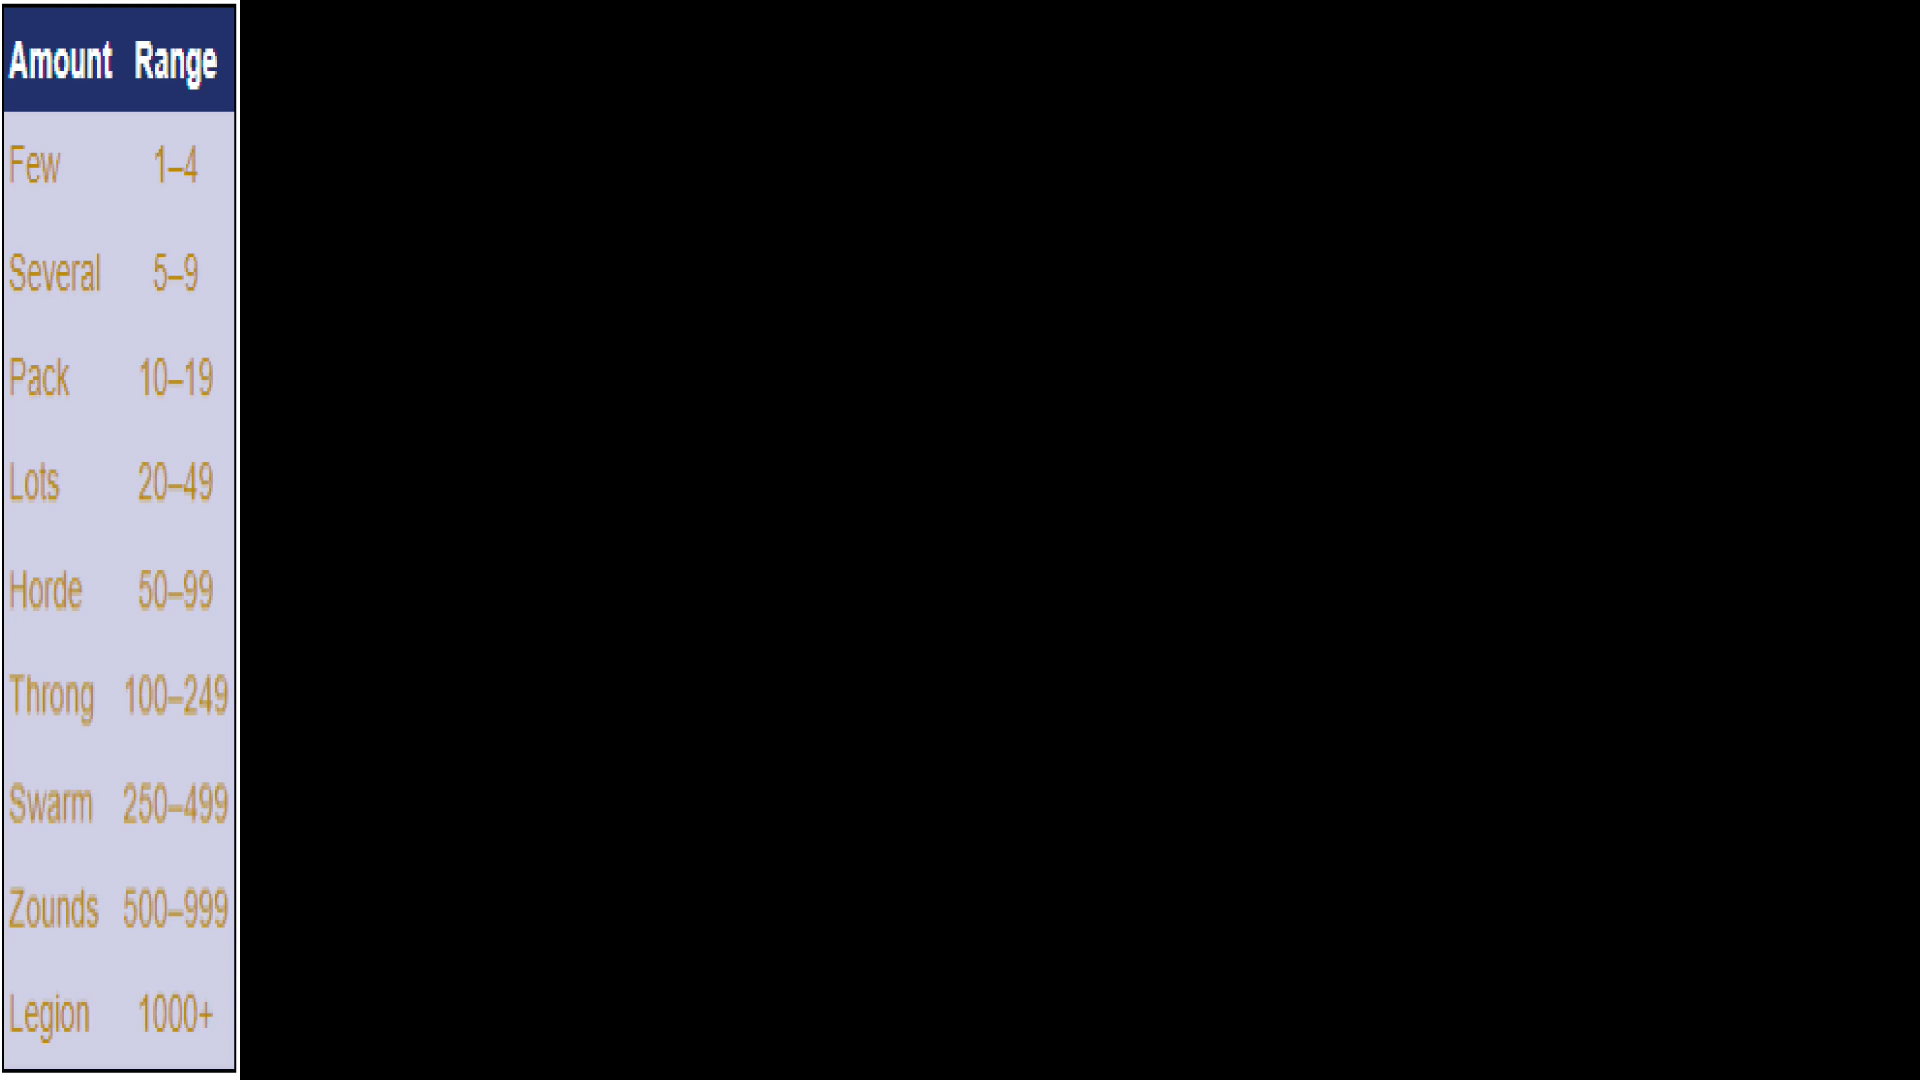 Amount Range
Few 1–4
Several 5–9
Pack 10–19
Lots 20–49
Horde 50–99
Throng 100–249
Swarm 250–499
Zounds 500–999
Legion 1000+